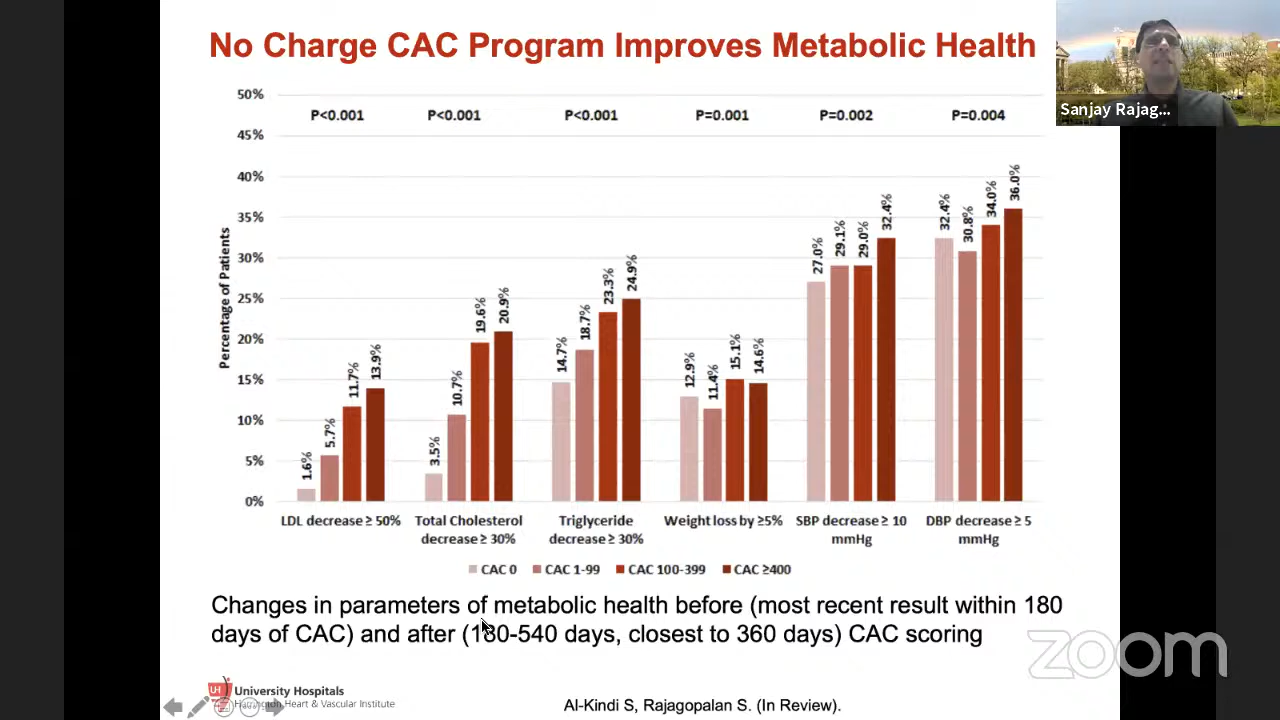 No Charge CAC Program Improves Metabolic Health
Sanjay Rajag...
50%
45%
40%
35%
30%
25%
20%
15%
10%
5%
0%
Percentage of Patients
P<0.001 P<0.001 P<0.001 P=0.001 P=0.002 P=0.004
1.6% 5.7% 11.7% 13.9%
3.5% 10.7% 19.6% 20.9%
14.7% 18.7% 23.3% 24.9%
12.9% 11.4% 15.1% 14.6%
27.0% 29.1% 29.0% 32.4%
32.4% 30.8% 34.0% 36.0%
LDL decrease ≥ 50%
Total Cholesterol
decrease ≥ 30%
Triglyceride
decrease ≥ 30%
Weight loss by ≥5%
SBP decrease ≥ 10
mmHg
DBP decrease ≥ 5
mmHg
CAC 0 CAC 1-99 CAC 100-399 CAC ≥400
Changes in parameters of metabolic health before (most recent result within 180
days of CAC) and after (180-540 days, closest to 360 days) CAC scoring
zoom
UH
University Hospitals
Harrington Heart & Vascular Institute
Al-Kindi S, Rajagopalan S. (In Review).